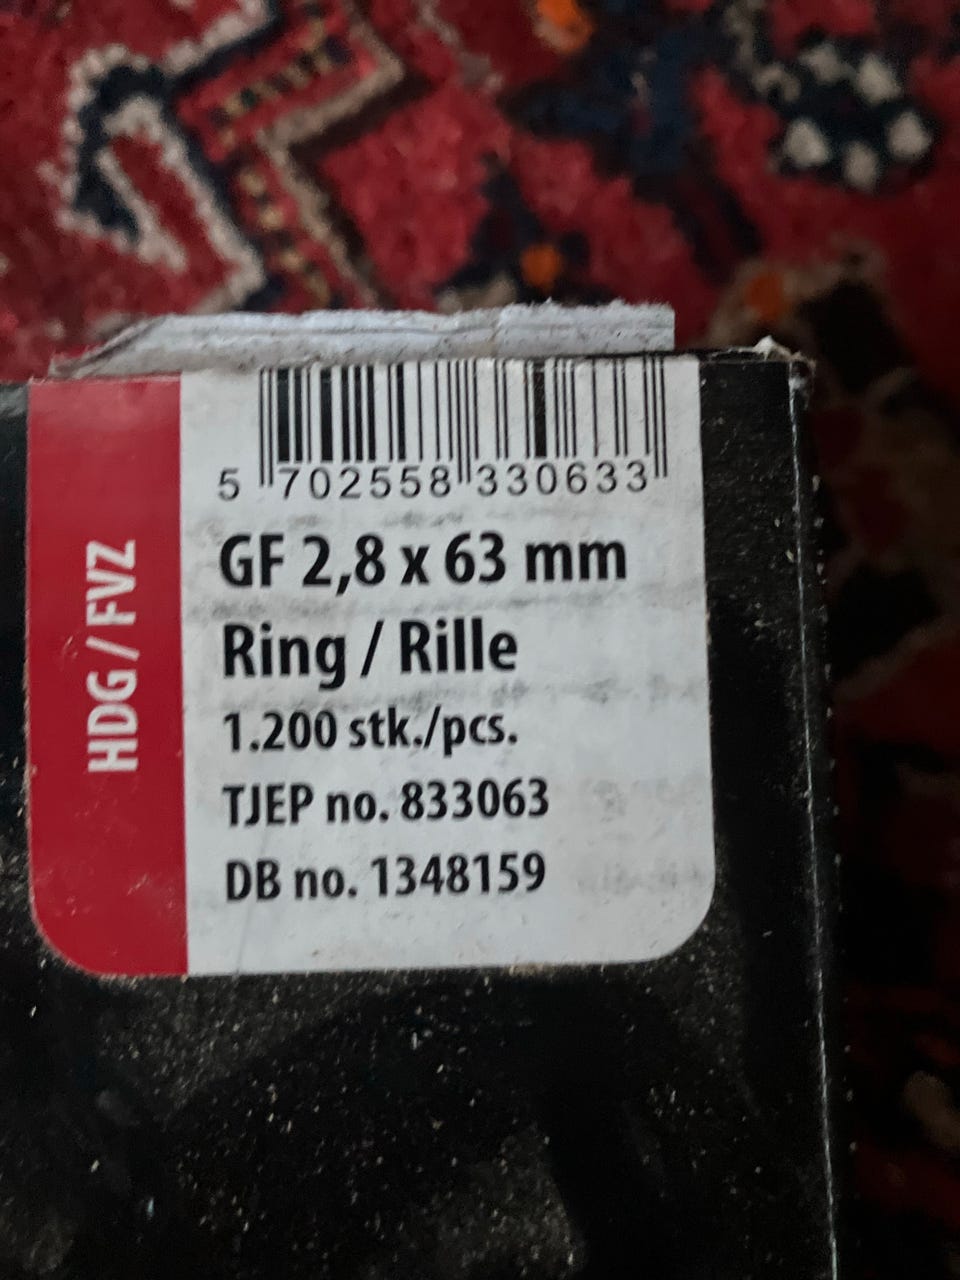 5 702558 330633
GF 2,8 x 63 mm
Ring / Rille
1.200 stk./pcs.
TJEP no. 833063
DB no. 1348159
HDG / FVZ